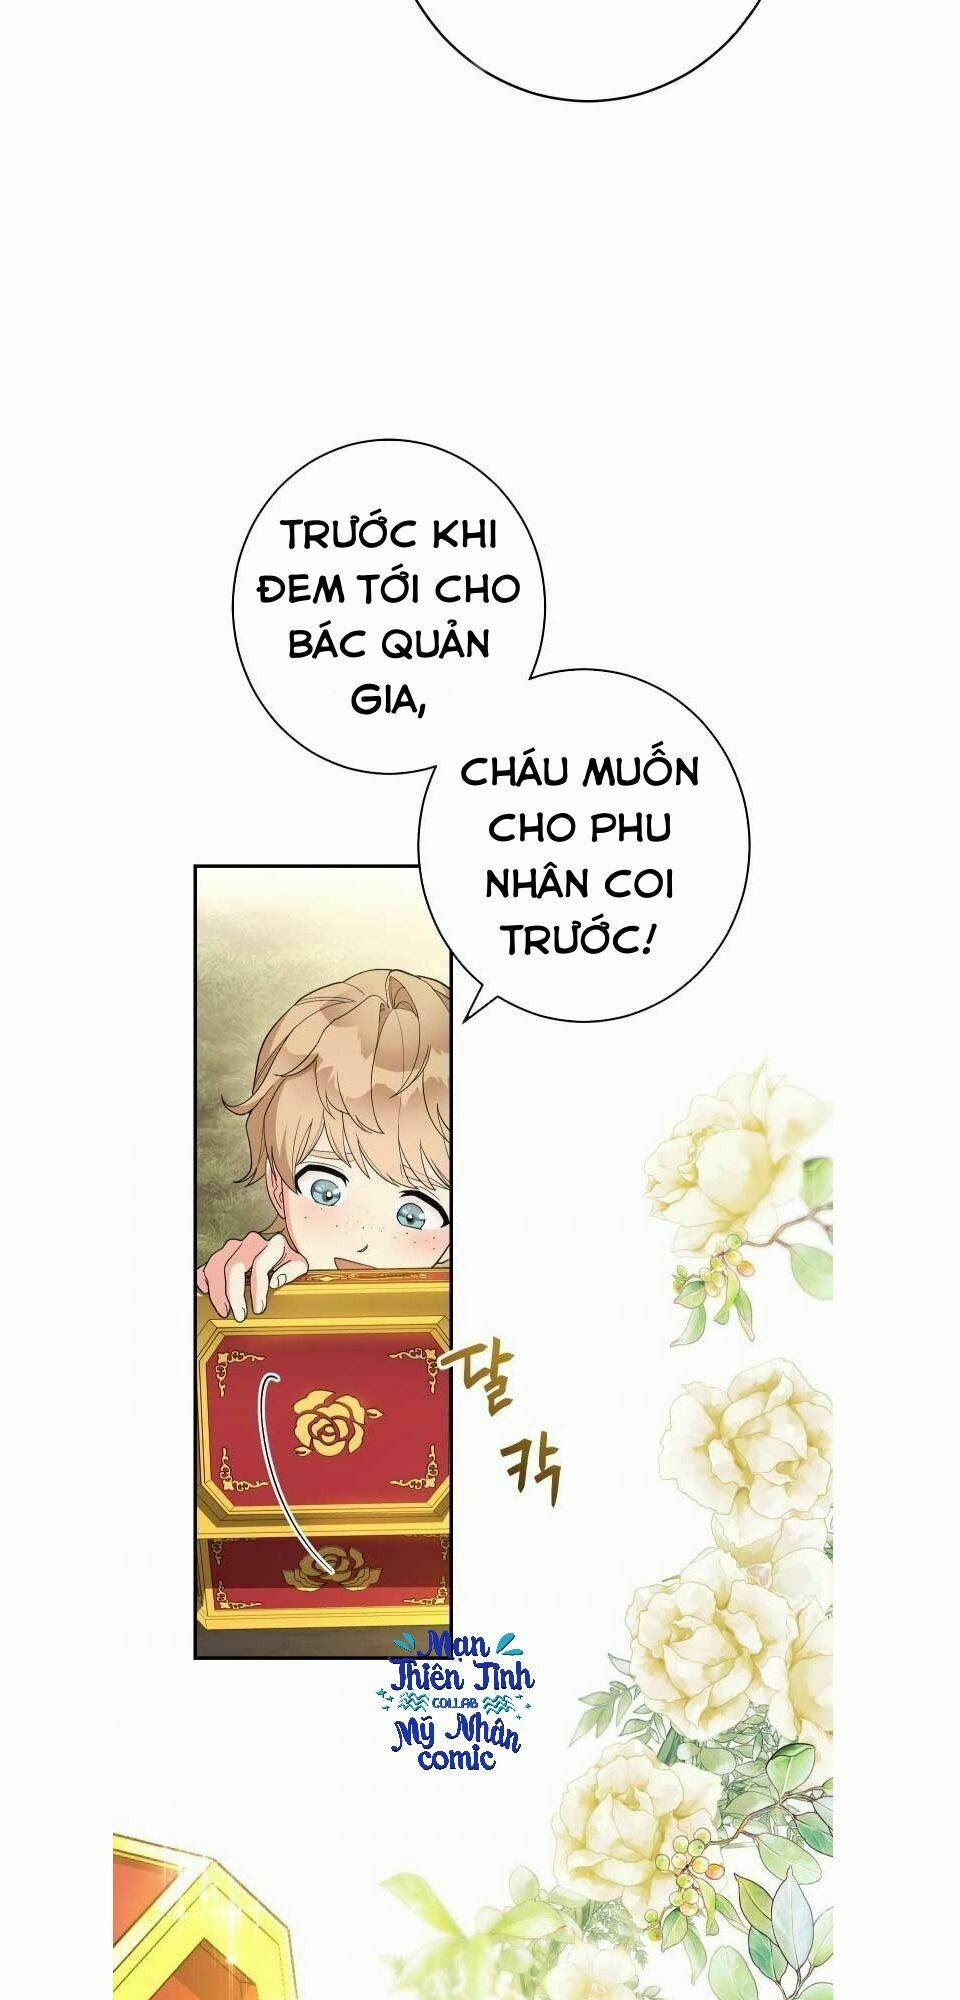 TRƯỚC KHI
ĐEM TỚI CHO
BÁC QUẢN
GIA,
CHÁU MUỐN
CHO PHU
NHÂN COI
TRƯỚC!
달
칵
Mạn
Thiên Tình
COLLAB
Mỹ Nhân
comic